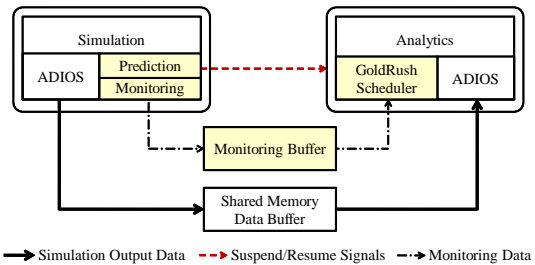 Simulation
ADIOS
Prediction
Monitoring
Analytics
GoldRush
Scheduler
ADIOS
Monitoring Buffer
Shared Memory
Data Buffer
Simulation Output Data
Suspend/Resume Signals
Monitoring Data